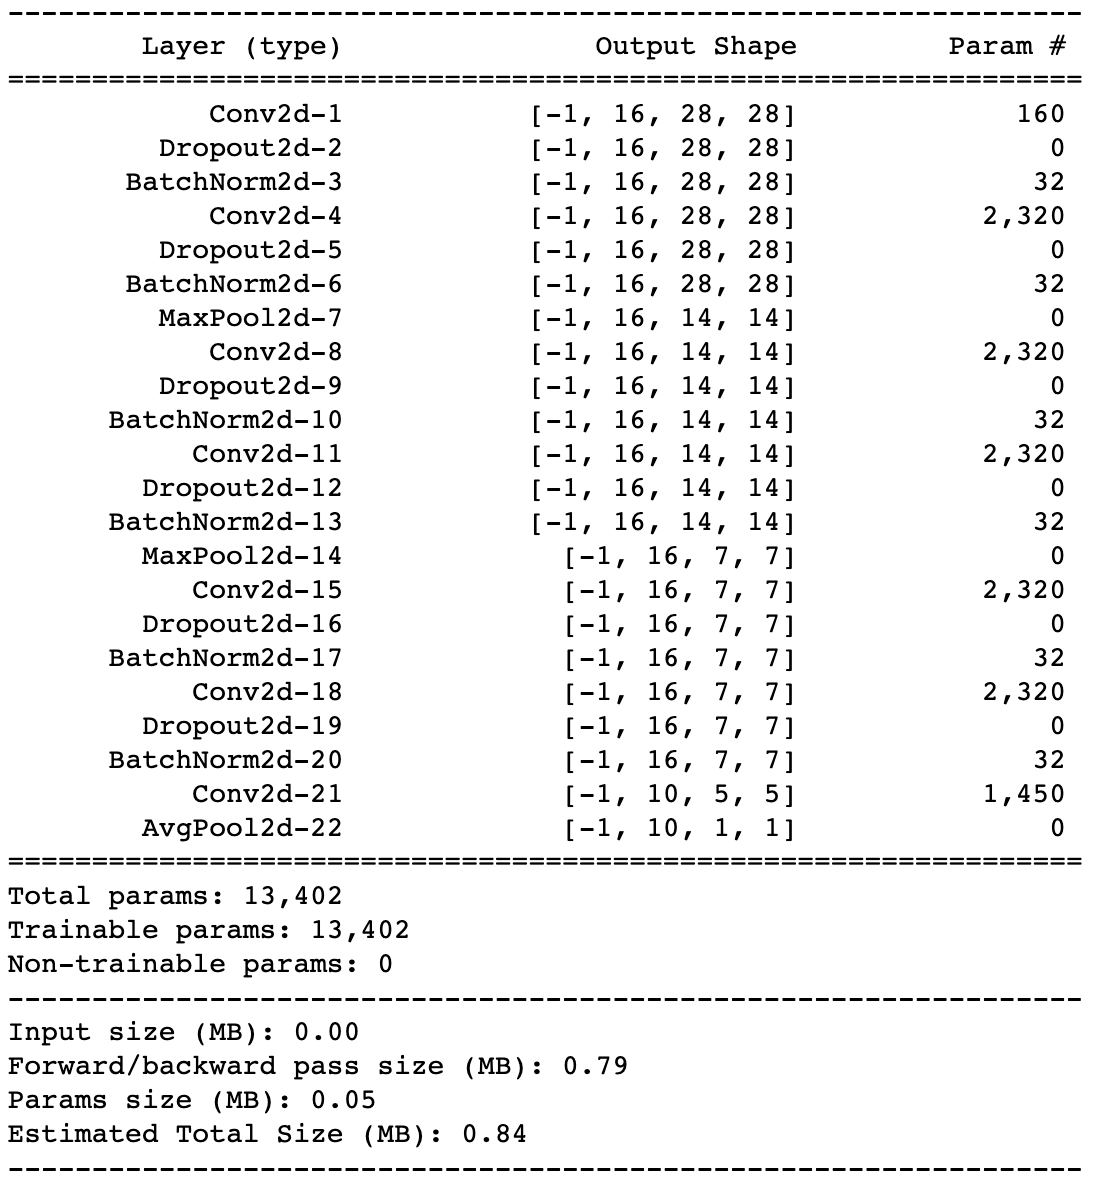 ----------------------------------------------------------------
        Layer (type)               Output Shape         Param #
================================================================
            Conv2d-1           [-1, 16, 28, 28]             160
         Dropout2d-2           [-1, 16, 28, 28]               0
       BatchNorm2d-3           [-1, 16, 28, 28]              32
            Conv2d-4           [-1, 16, 28, 28]           2,320
         Dropout2d-5           [-1, 16, 28, 28]               0
       BatchNorm2d-6           [-1, 16, 28, 28]              32
         MaxPool2d-7           [-1, 16, 14, 14]               0
            Conv2d-8           [-1, 16, 14, 14]           2,320
         Dropout2d-9           [-1, 16, 14, 14]               0
      BatchNorm2d-10           [-1, 16, 14, 14]              32
           Conv2d-11           [-1, 16, 14, 14]           2,320
        Dropout2d-12           [-1, 16, 14, 14]               0
      BatchNorm2d-13           [-1, 16, 14, 14]              32
        MaxPool2d-14             [-1, 16, 7, 7]               0
           Conv2d-15             [-1, 16, 7, 7]           2,320
        Dropout2d-16             [-1, 16, 7, 7]               0
      BatchNorm2d-17             [-1, 16, 7, 7]              32
           Conv2d-18             [-1, 16, 7, 7]           2,320
        Dropout2d-19             [-1, 16, 7, 7]               0
      BatchNorm2d-20             [-1, 16, 7, 7]              32
           Conv2d-21             [-1, 10, 5, 5]           1,450
        AvgPool2d-22             [-1, 10, 1, 1]               0
================================================================
Total params: 13,402
Trainable params: 13,402
Non-trainable params: 0
----------------------------------------------------------------
Input size (MB): 0.00
Forward/backward pass size (MB): 0.79
Params size (MB): 0.05
Estimated Total Size (MB): 0.84
----------------------------------------------------------------